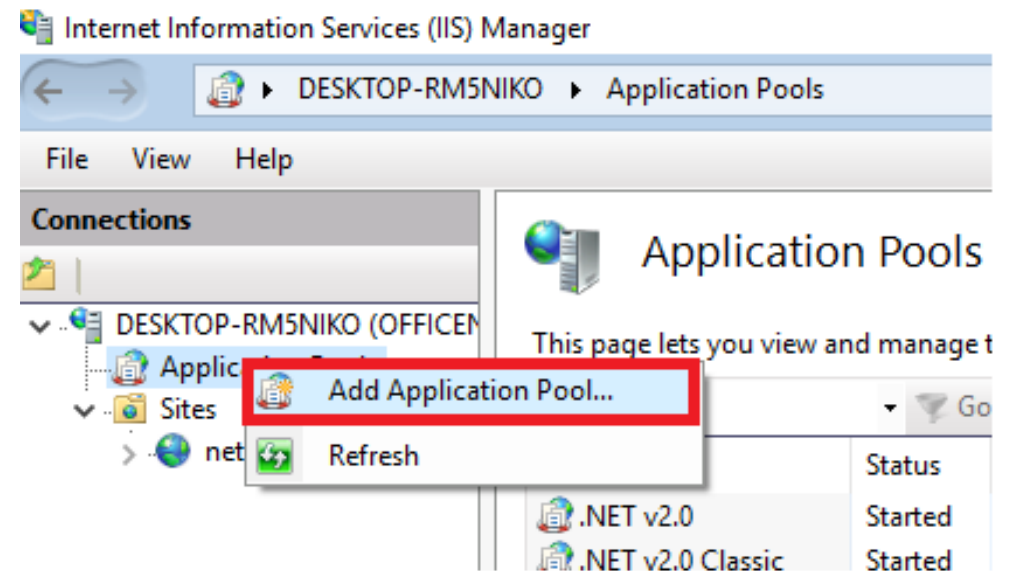 Internet Information Services (IIS) Manager
DESKTOP-RM5NIKO Application Pools
File View Help
Connections
Application Pools
DESKTOP-RM5NIKO (OFFICEN
This page lets you view and manage t
Applic
Add Application Pool...
Sites
Go
net
Refresh
Status
.NET v2.0 Started
.NET v2.0 Classic Started